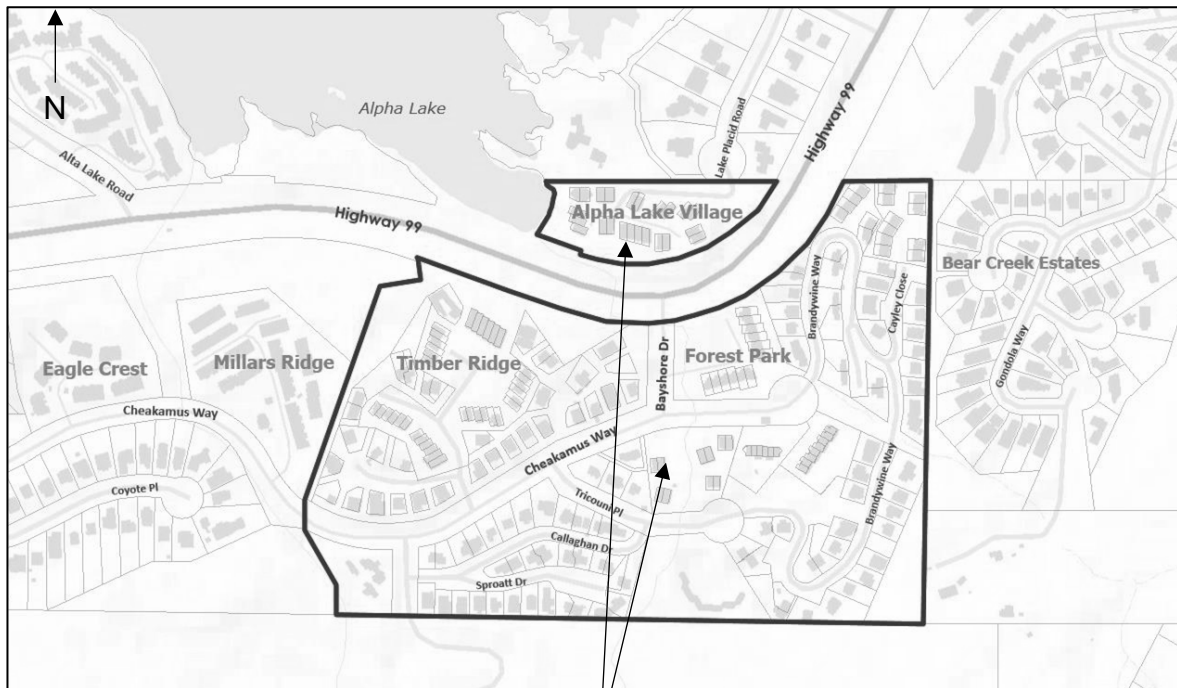 N
Alpha Lake
Alta Lake Road
Highway 99
Lake Placid Road
Highway 99
Alpha Lake Village
Bear Creek Estates
Brandywine Way
Cayley Close
Gondola Way
Eagle Crest
Millars Ridge
Timber Ridge
Bayshore Dr
Forest Park
Cheakamus Way
Cheakamus Way
Coyote Pl
Tricouni Pl
Brandywine Way
Callaghan Dr
Sproatt Dr